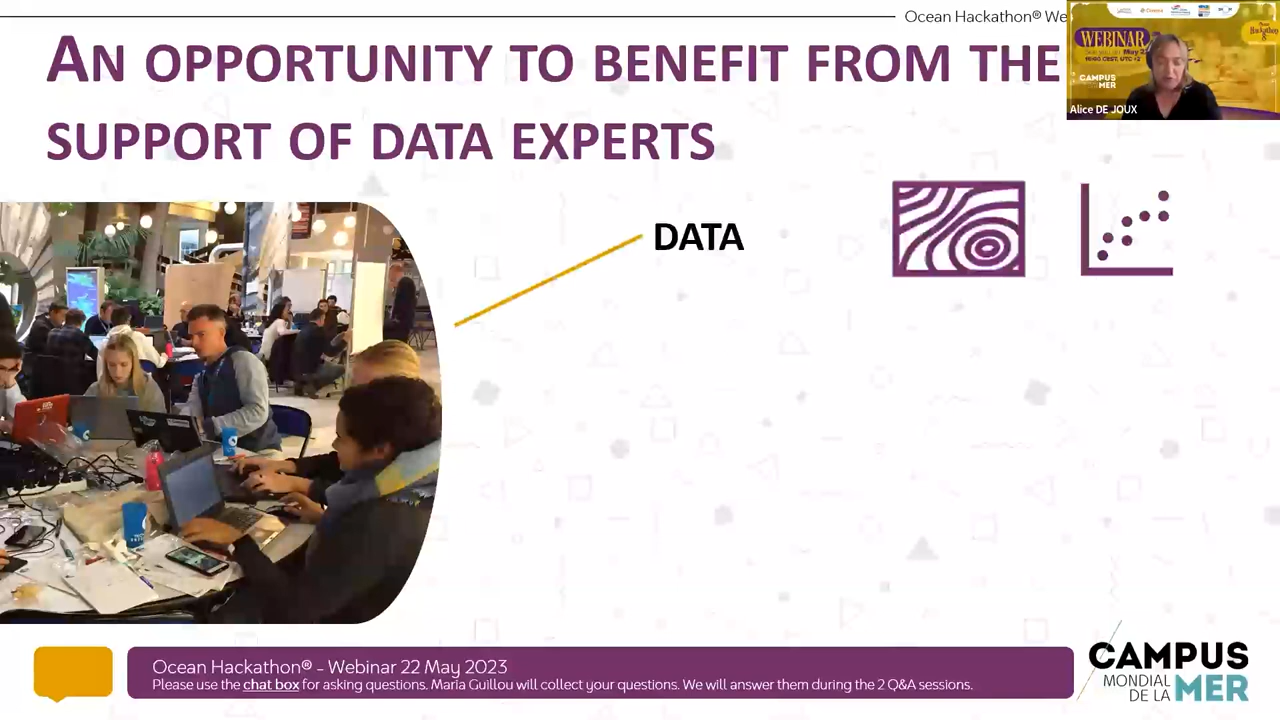 Ocean Hackathon® We
AN OPPORTUNITY TO BENEFIT FROM THE
SUPPORT OF DATA EXPERTS
WEBINAR
CAMPUS
MER
Alice DE JOUX
DATA
Ocean Hackathon® - Webinar 22 May 2023
Please use the chat box for asking questions. Maria Guillou will collect your questions. We will answer them during the 2 Q&A sessions.
CAMPUS
MONDIAL
DE LA MER